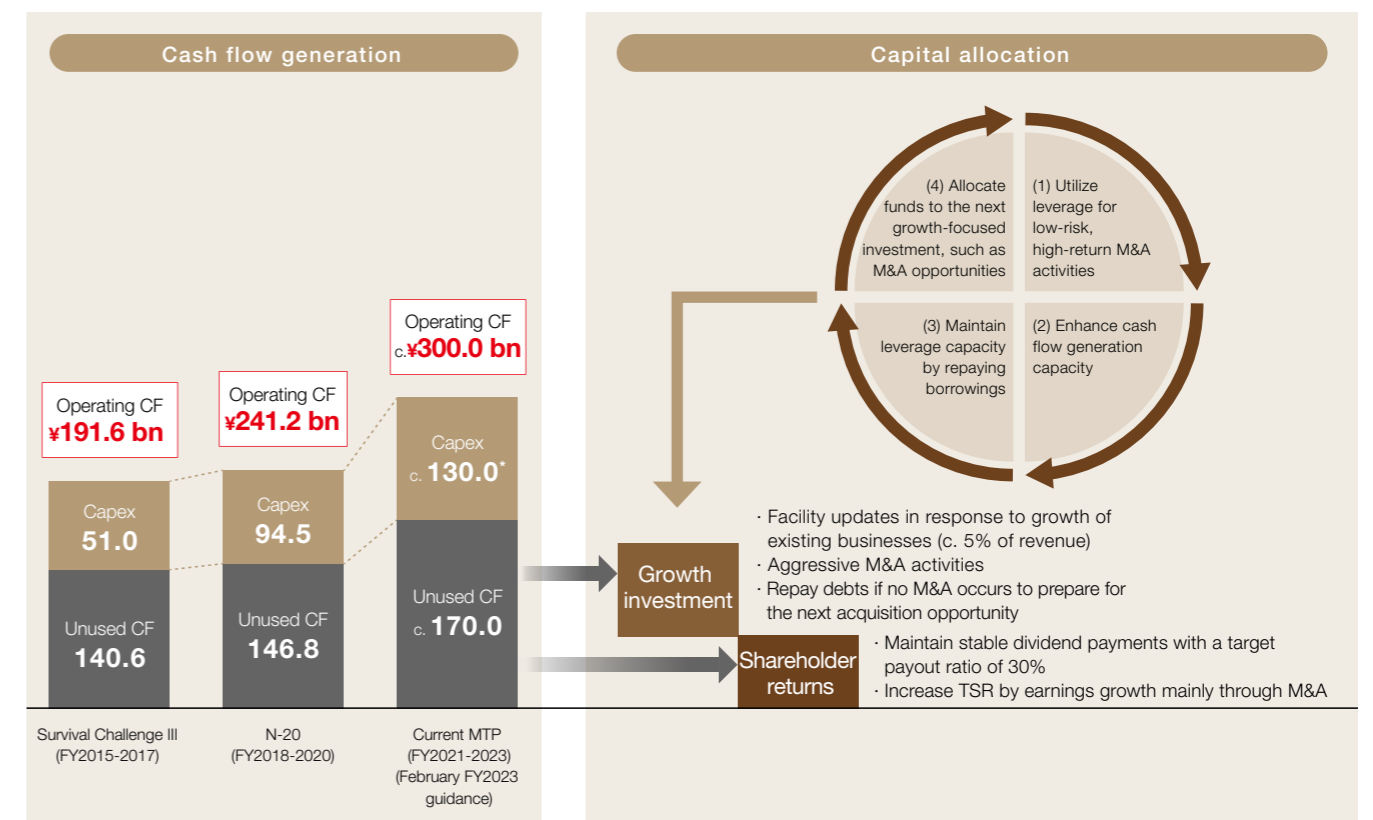 Cash flow generation
Operating CF
¥191.6 bn
Capex
51.0
Unused CF
140.6
Survival Challenge III
(FY2015-2017)
Operating CF
¥241.2 bn
Capex
94.5
Unused CF
146.8
N-20
(FY2018-2020)
Operating CF
c.¥300.0 bn
Capex
c. 130.0*
Unused CF
c. 170.0
Current MTP
(FY2021-2023)
(February FY2023
guidance)
Capital allocation
(1) Utilize
leverage for
low-risk,
high-return M&A
activities
(2) Enhance cash
flow generation
capacity
(3) Maintain
leverage capacity
by repaying
borrowings
(4) Allocate
funds to the next
growth-focused
investment, such as
M&A opportunities
Growth
investment
· Facility updates in response to growth of
existing businesses (c. 5% of revenue)
· Aggressive M&A activities
· Repay debts if no M&A occurs to prepare for
the next acquisition opportunity
Shareholder
returns
· Maintain stable dividend payments with a target
payout ratio of 30%
· Increase TSR by earnings growth mainly through M&A